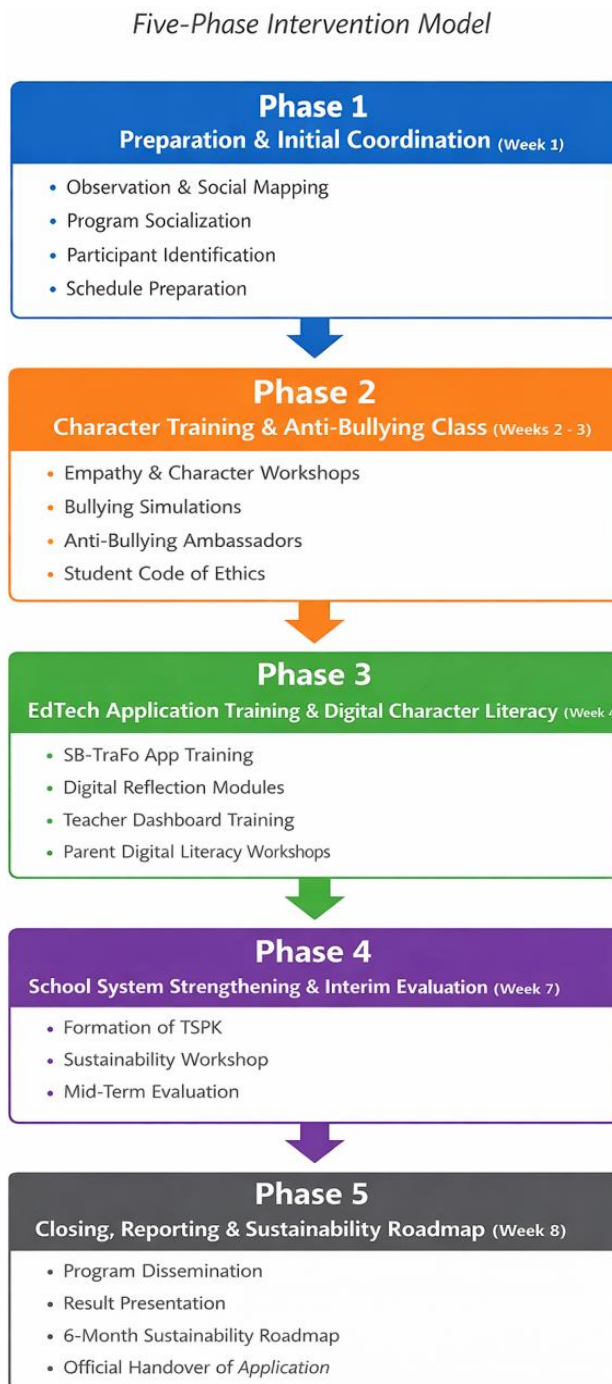 Five-Phase Intervention Model
Phase 1
Preparation & Initial Coordination (Week 1)
• Observation & Social Mapping
• Program Socialization
• Participant Identification
• Schedule Preparation
Phase 2
Character Training & Anti-Bullying Class (Weeks 2 - 3)
• Empathy & Character Workshops
• Bullying Simulations
• Anti-Bullying Ambassadors
• Student Code of Ethics
Phase 3
EdTech Application Training & Digital Character Literacy (Week 4
• SB-TraFo App Training
• Digital Reflection Modules
• Teacher Dashboard Training
• Parent Digital Literacy Workshops
Phase 4
School System Strengthening & Interim Evaluation (Week 7)
• Formation of TSPK
• Sustainability Workshop
• Mid-Term Evaluation
Phase 5
Closing, Reporting & Sustainability Roadmap (Week 8)
• Program Dissemination
• Result Presentation
• 6-Month Sustainability Roadmap
• Official Handover of Application